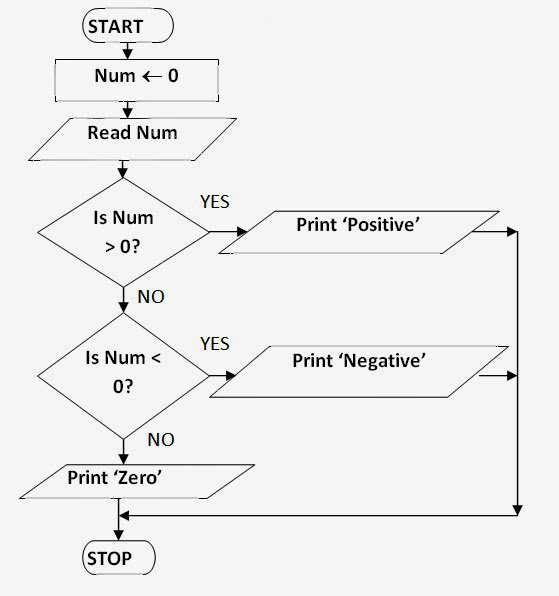 START
Num ← 0
Read Num
Is Num
> 0?
YES
Print ‘Positive’
NO
Is Num <
0?
YES
Print ‘Negative’
NO
Print ‘Zero’
STOP